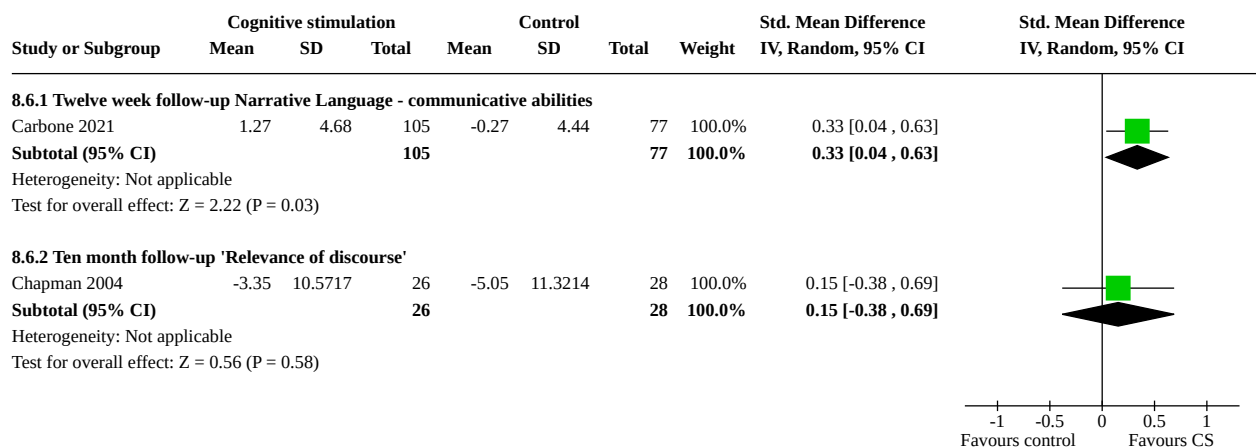 Cognitive stimulation Control Std. Mean Difference Std. Mean Difference
Study or Subgroup Mean SD Total Mean SD Total Weight IV, Random, 95% CI IV, Random, 95% CI
8.6.1 Twelve week follow-up Narrative Language - communicative abilities
Carbone 2021 1.27 4.68 105 -0.27 4.44 77 100.0% 0.33 [0.04 , 0.63]
Subtotal (95% CI) 105 77 100.0% 0.33 [0.04 , 0.63]
Heterogeneity: Not applicable
Test for overall effect: Z = 2.22 (P = 0.03)
8.6.2 Ten month follow-up 'Relevance of discourse'
Chapman 2004 -3.35 10.5717 26 -5.05 11.3214 28 100.0% 0.15 [-0.38 , 0.69]
Subtotal (95% CI) 26 28 100.0% 0.15 [-0.38 , 0.69]
Heterogeneity: Not applicable
Test for overall effect: Z = 0.56 (P = 0.58)
-1 -0.5 0 0.5 1
Favours control Favours CS